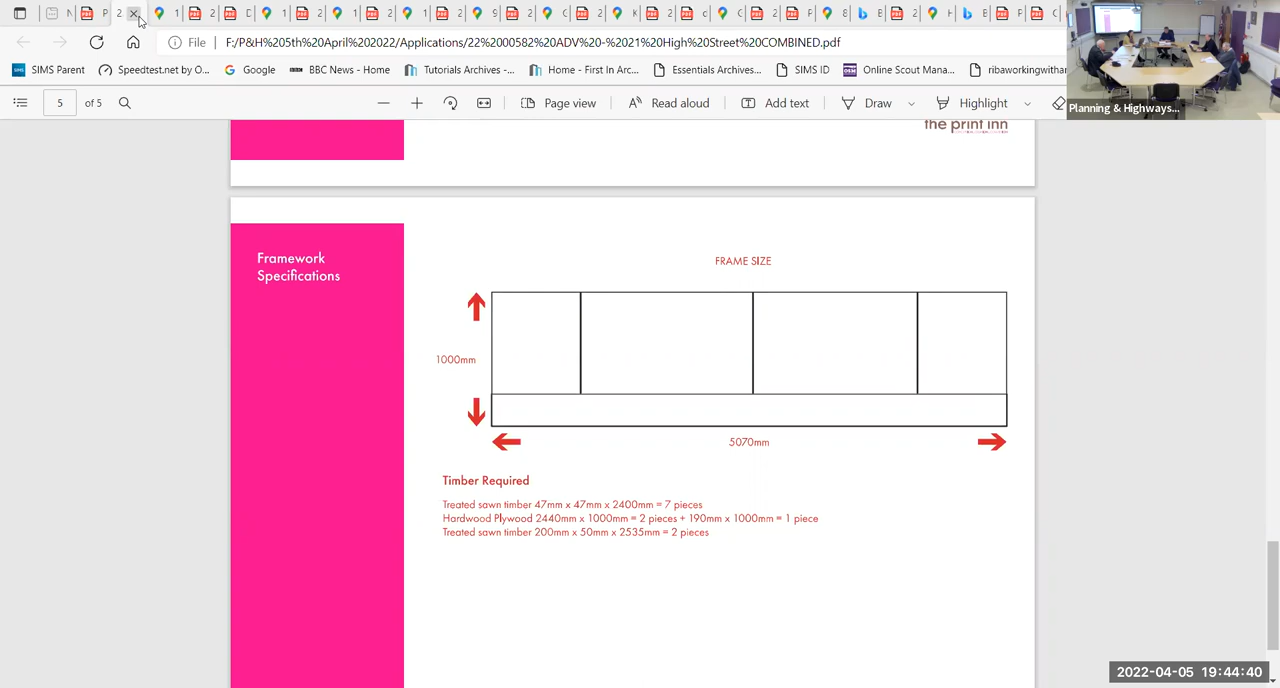 File F:/P&H%205th%20April%202022/Applications/22%2000582%20ADV%20-%2021%20High%20Street%20COMBINED.pdf
SIMS Parent Speedtest.net by O... Google BBC News - Home Tutorials Archives -... Home - First In Arc... Essentials Archives... SIMS ID Online Scout Mana... ribaworkingwithar
5 of 5 Page view Read aloud Add text Draw Highlight
Planning & Highways...
the print inn
Framework
Specifications
FRAME SIZE
1000mm
5070mm
Timber Required
Treated sawn timber 47mm x 47mm x 2400mm = 7 pieces
Hardwood Plywood 2440mm x 1000mm = 2 pieces + 190mm x 1000mm = 1 piece
Treated sawn timber 200mm x 50mm x 2535mm = 2 pieces
2022-04-05 19:44:40